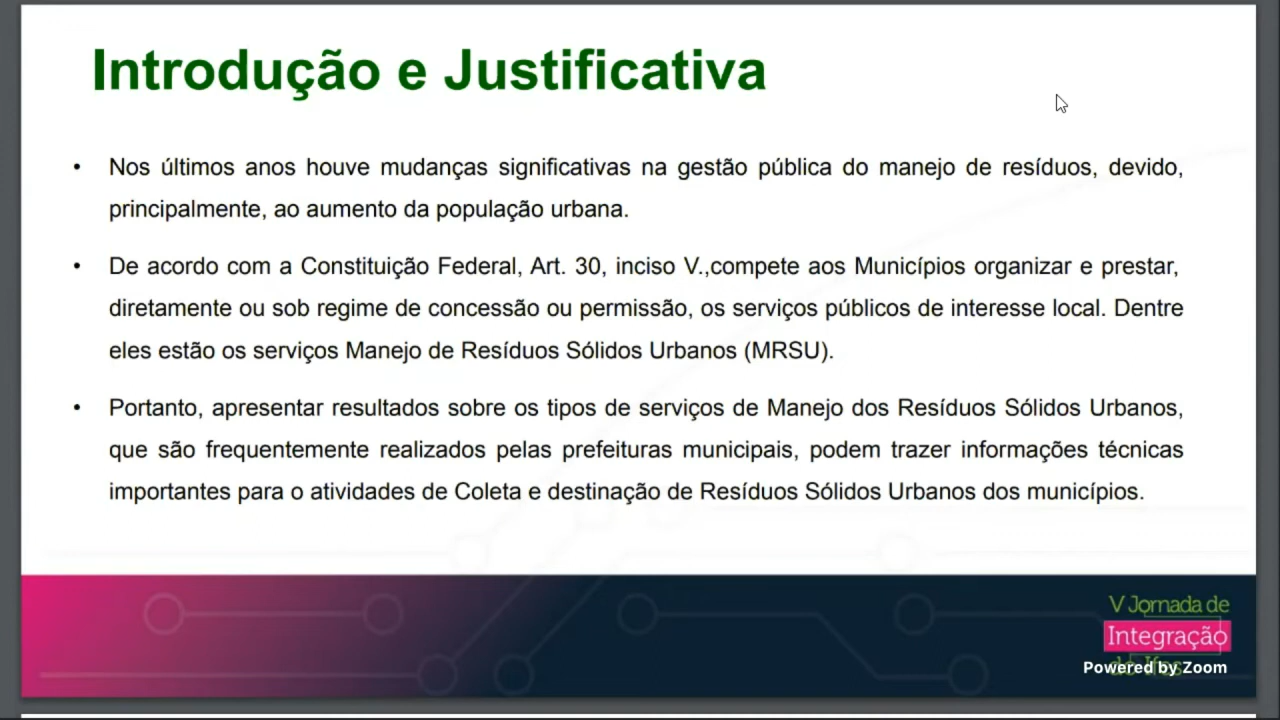 Introdução e Justificativa
• Nos últimos anos houve mudanças significativas na gestão pública do manejo de resíduos, devido,
principalmente, ao aumento da população urbana.
• De acordo com a Constituição Federal, Art. 30, inciso V.,compete aos Municípios organizar e prestar,
diretamente ou sob regime de concessão ou permissão, os serviços públicos de interesse local. Dentre
eles estão os serviços Manejo de Resíduos Sólidos Urbanos (MRSU).
• Portanto, apresentar resultados sobre os tipos de serviços de Manejo dos Resíduos Sólidos Urbanos,
que são frequentemente realizados pelas prefeituras municipais, podem trazer informações técnicas
importantes para o atividades de Coleta e destinação de Resíduos Sólidos Urbanos dos municípios.
V Jornada de
Integração
Powered by Zoom